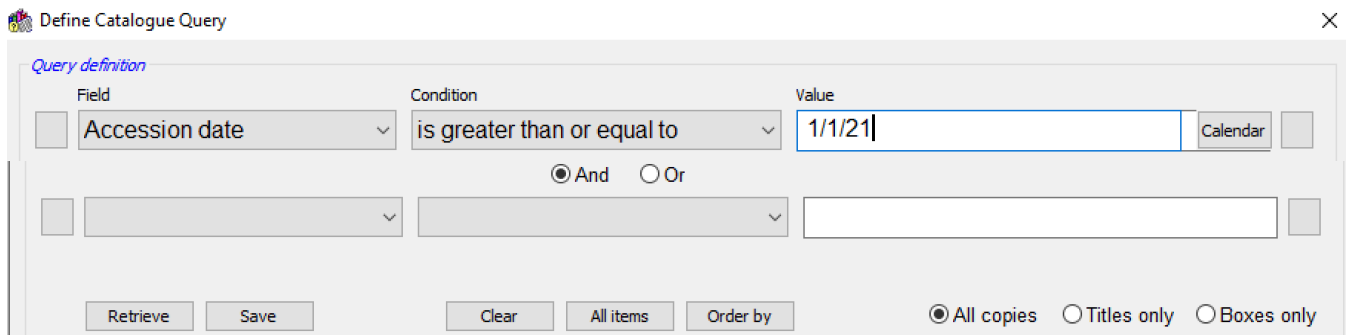 Define Catalogue Query
Query definition
Field Condition Value
Accession date is greater than or equal to 1/1/21 Calendar
And Or
Retrieve Save Clear All items Order by All copies Titles only Boxes only